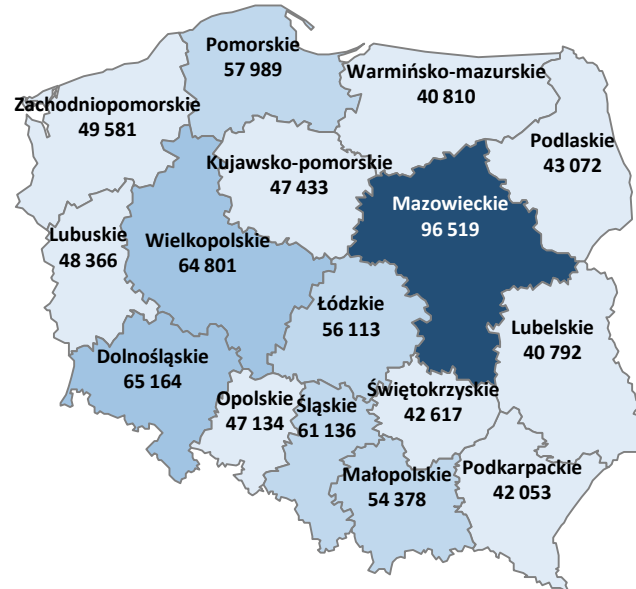 Pomorskie
57 989
Warmińsko-mazurskie
40 810
Zachodniopomorskie
49 581
Podlaskie
43 072
Kujawsko-pomorskie
47 433
Mazowieckie
96 519
Lubuskie
48 366
Wielkopolskie
64 801
Łódzkie
56 113
Lubelskie
40 792
Dolnośląskie
65 164
Opolskie
47 134
Śląskie
61 136
Świętokrzyskie
42 617
Małopolskie
54 378
Podkarpackie
42 053